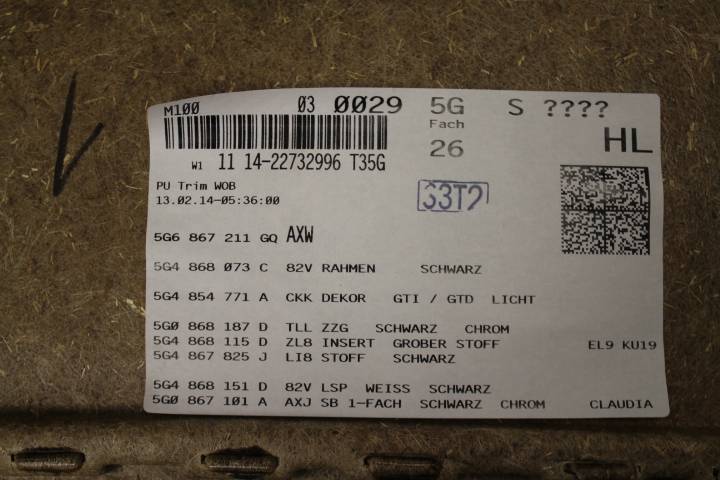 M100 03 0029 5G S ????
Fach
HL
26
W1 11 14-22732996 T35G
PU Trim WOB
13.02.14-05:36:00
5G6 867 211 GQ AXW
5G4 868 073 C 82V RAHMEN SCHWARZ
5G4 854 771 A CKK DEKOR GTI / GTD LICHT
5G0 868 187 D TLL ZZG SCHWARZ CHROM
5G4 868 115 D ZL8 INSERT GROBER STOFF EL9 KU19
5G4 867 825 J LI8 STOFF SCHWARZ
5G4 868 151 D 82V LSP WEISS SCHWARZ
5G0 867 101 A AXJ SB 1-FACH SCHWARZ CHROM CLAUDIA